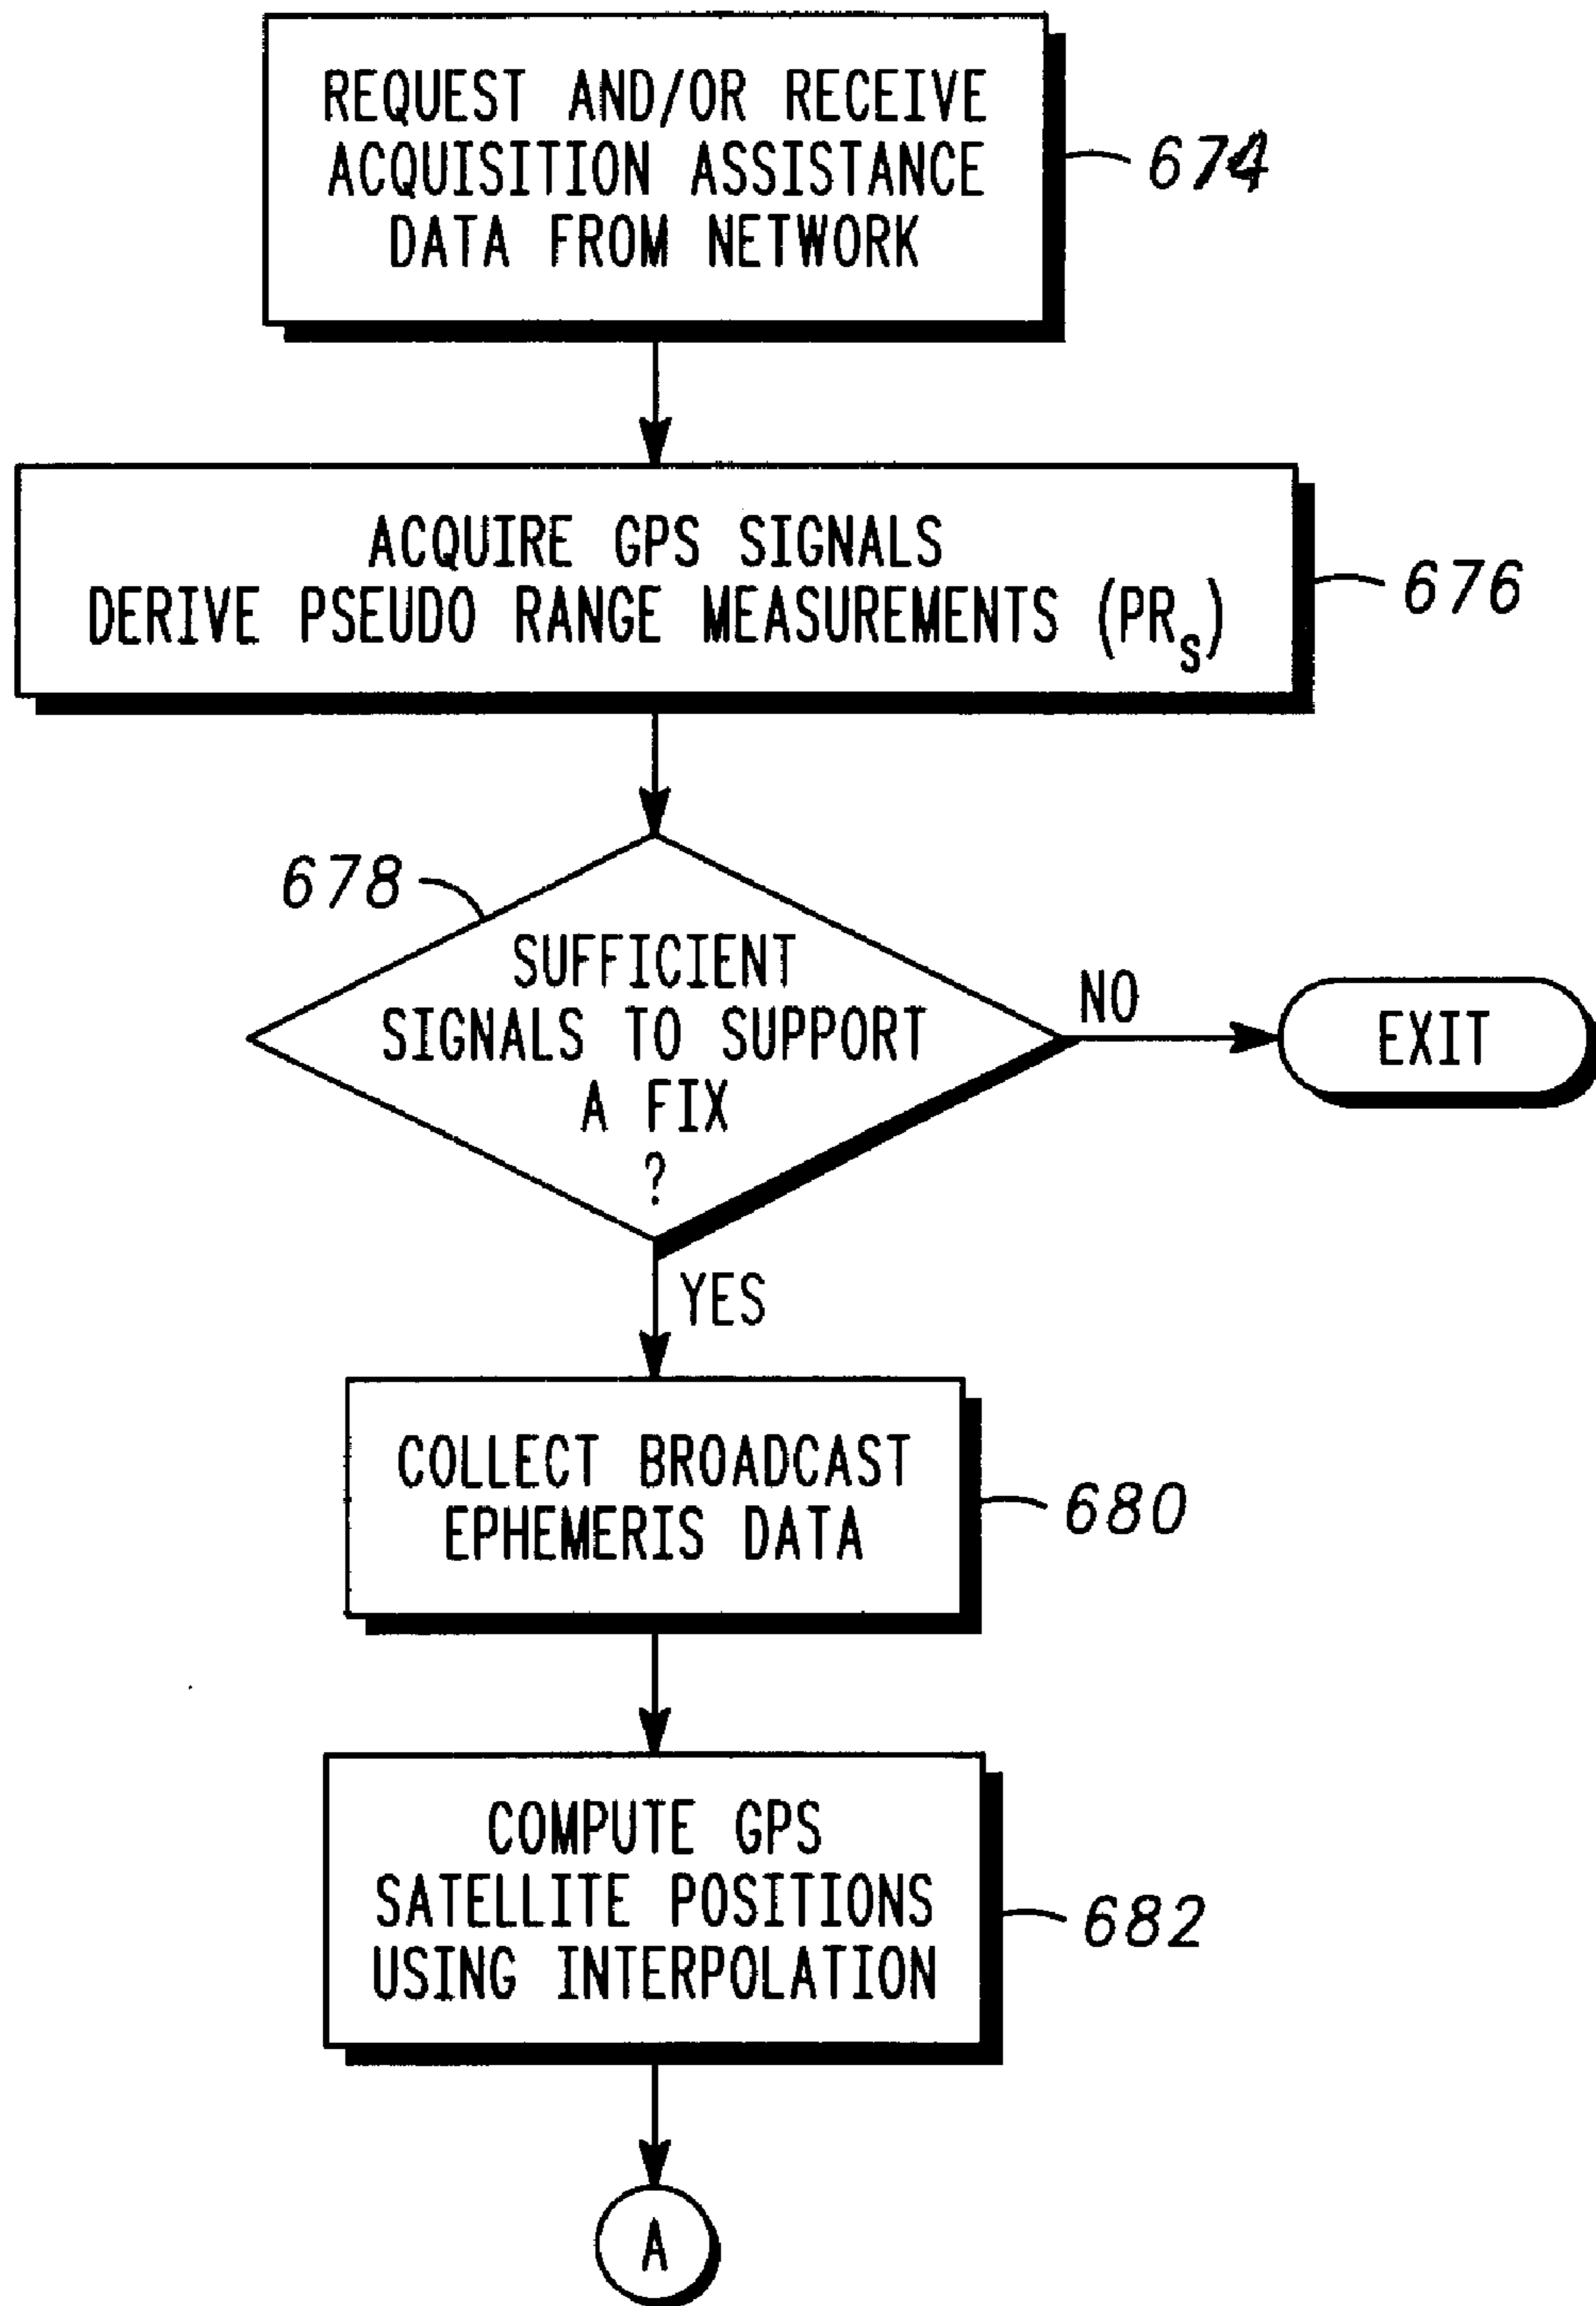 REQUEST AND/OR RECEIVE
ACQUISITION ASSISTANCE
DATA FROM NETWORK
674
ACQUIRE GPS SIGNALS
DERIVE PSEUDO RANGE MEASUREMENTS (PRs)
676
678
SUFFICIENT
SIGNALS TO SUPPORT
A FIX
?
NO
EXIT
YES
COLLECT BROADCAST
EPHEMERIS DATA
680
COMPUTE GPS
SATELLITE POSITIONS
USING INTERPOLATION
682
A